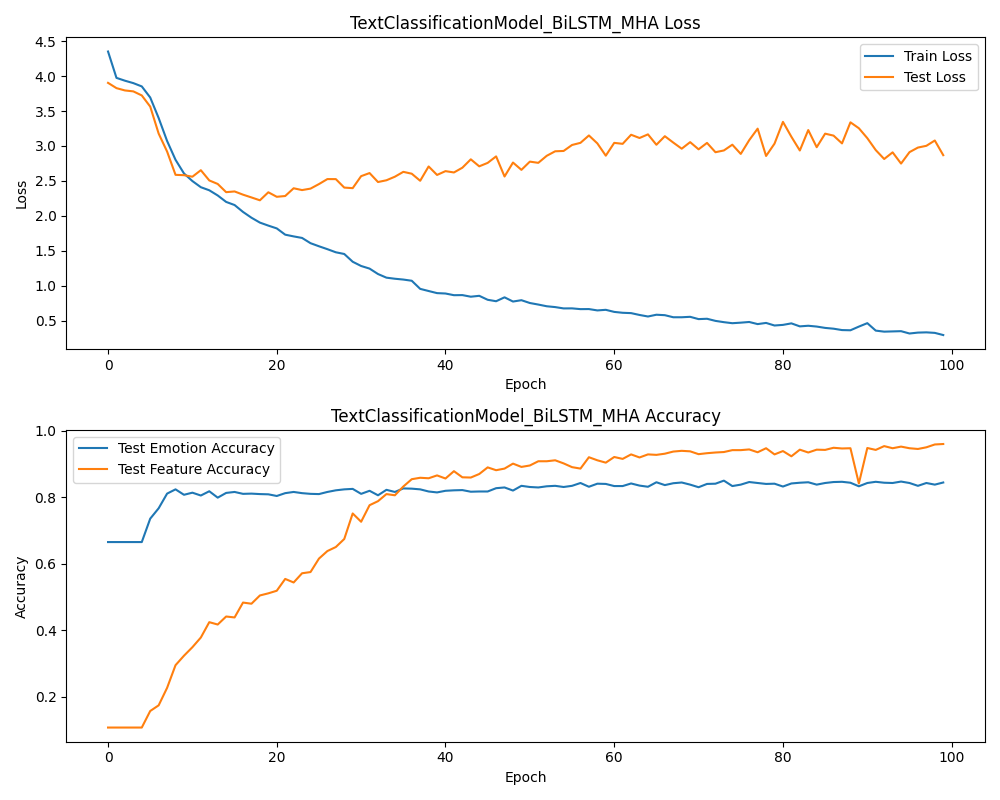 TextClassificationModel_BiLSTM_MHA Loss
4.5
4.0
3.5
3.0
2.5
2.0
1.5
1.0
0.5
Loss
Train Loss
Test Loss
0 20 40 60 80 100
Epoch
TextClassificationModel_BiLSTM_MHA Accuracy
1.0
0.8
0.6
0.4
0.2
Accuracy
Test Emotion Accuracy
Test Feature Accuracy
0 20 40 60 80 100
Epoch